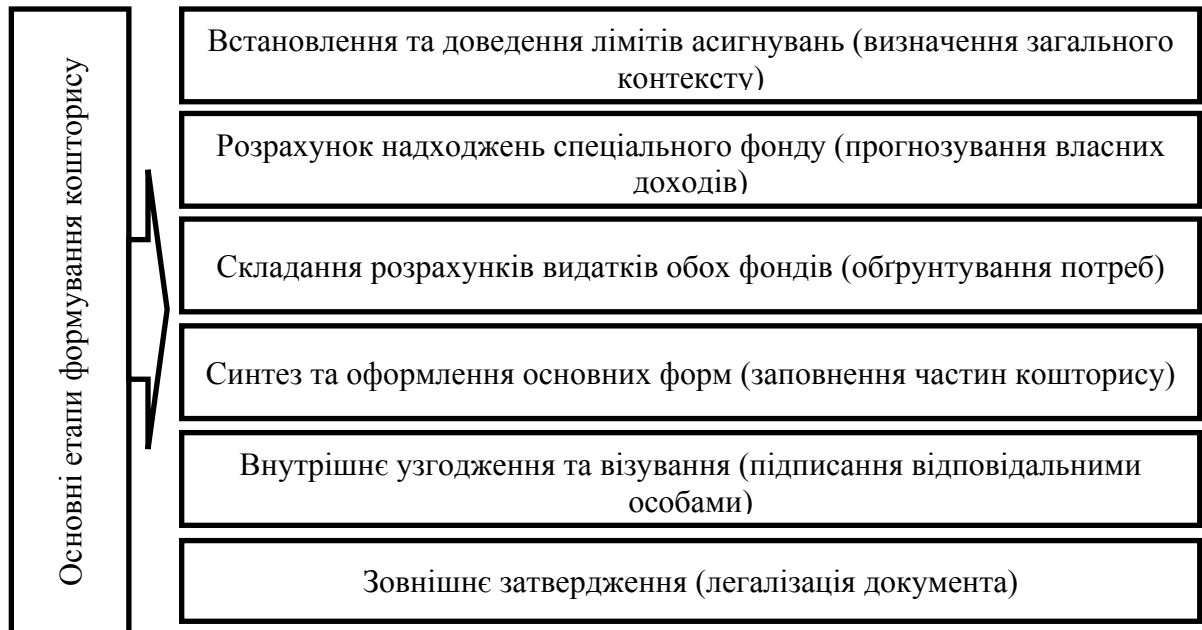 Основні етапи формування кошторису
Встановлення та доведення лімітів асигнувань (визначення загального
контексту)
Розрахунок надходжень спеціального фонду (прогнозування власних
доходів)
Складання розрахунків видатків обох фондів (обґрунтування потреб)
Синтез та оформлення основних форм (заповнення частин кошторису)
Внутрішнє узгодження та візування (підписання відповідальними
особами)
Зовнішнє затвердження (легалізація документа)